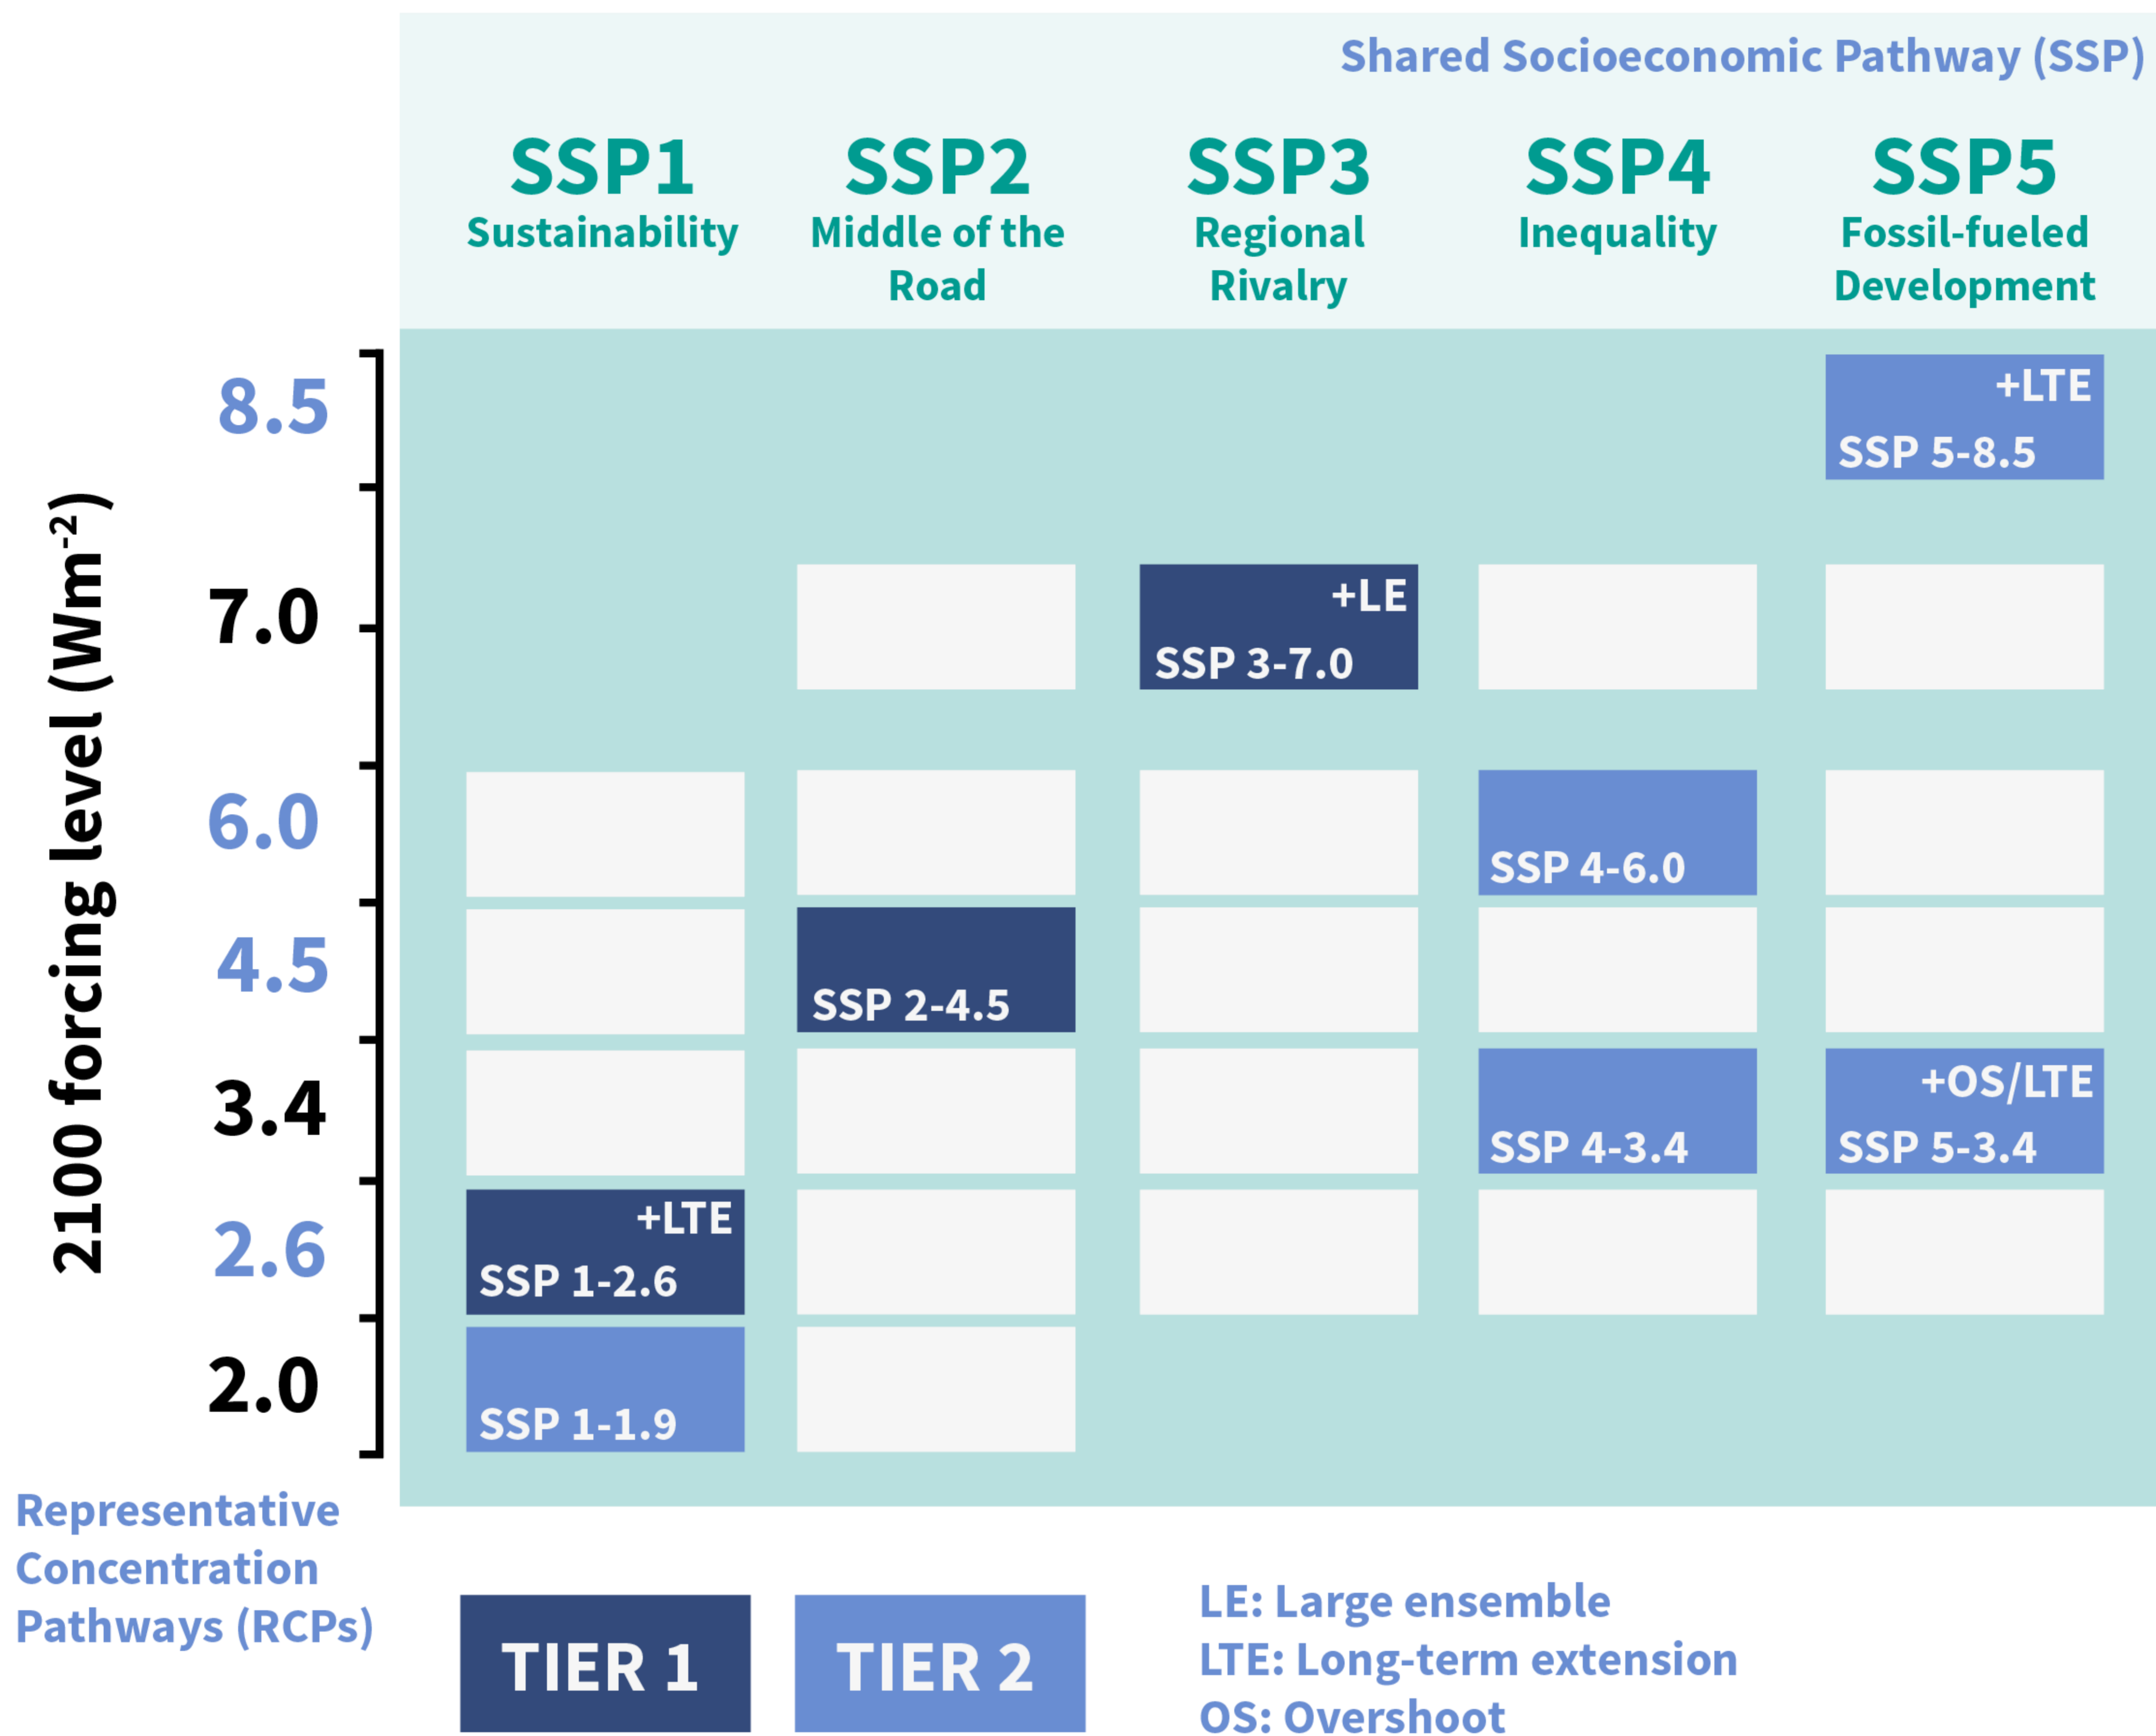 Shared Socioeconomic Pathway (SSP)
SSP1
Sustainability
SSP2
Middle of the
Road
SSP3
Regional
Rivalry
SSP4
Inequality
SSP5
Fossil-fueled
Development
2100 forcing level (Wm⁻²)
8.5
+LTE
SSP 5-8.5
7.0
+LE
SSP 3-7.0
6.0
SSP 4-6.0
4.5
SSP 2-4.5
3.4
SSP 4-3.4
+OS/LTE
SSP 5-3.4
2.6
+LTE
SSP 1-2.6
2.0
SSP 1-1.9
Representative
Concentration
Pathways (RCPs)
TIER 1
TIER 2
LE: Large ensemble
LTE: Long-term extension
OS: Overshoot